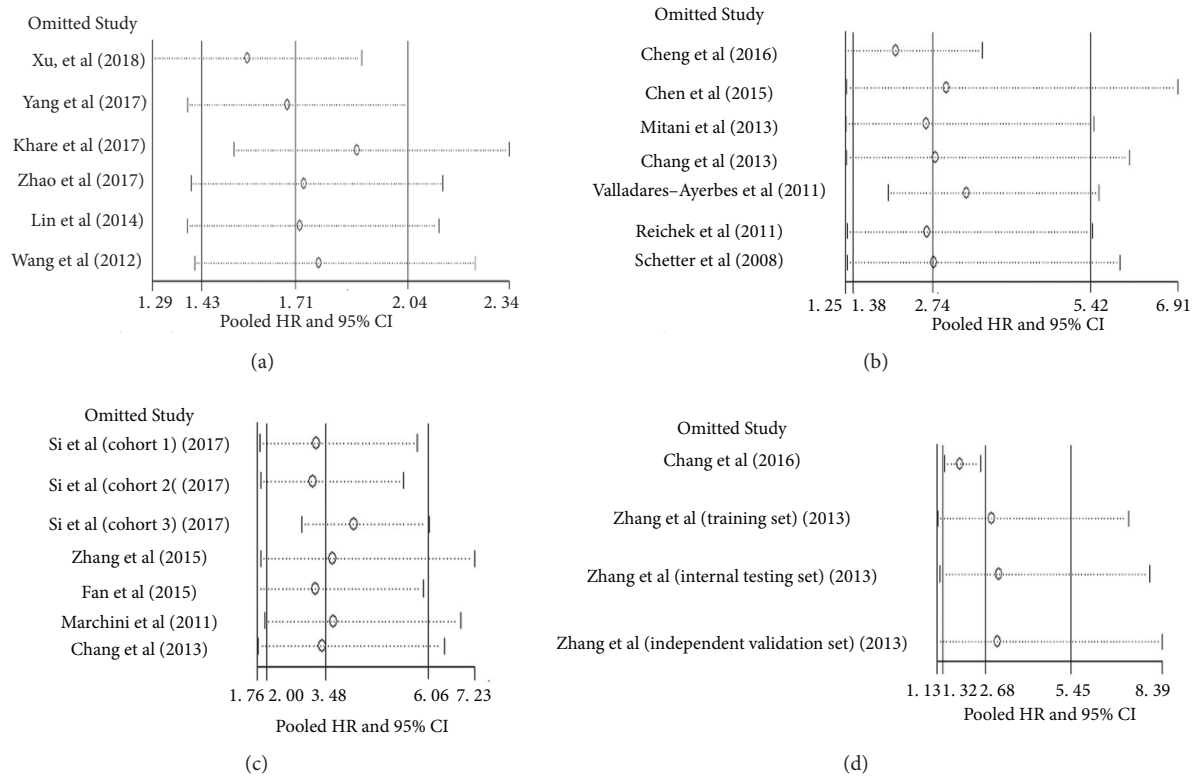 Omitted Study
Xu, et al (2018)
Yang et al (2017)
Khare et al (2017)
Zhao et al (2017)
Lin et al (2014)
Wang et al (2012)
1.29 1.43 1.71 2.04 2.34
Pooled HR and 95% CI
(a)
Omitted Study
Cheng et al (2016)
Chen et al (2015)
Mitani et al (2013)
Chang et al (2013)
Valladares–Ayerbes et al (2011)
Reichek et al (2011)
Schetter et al (2008)
1. 25 1. 38 2. 74 5. 42 6. 91
Pooled HR and 95% CI
(b)
Omitted Study
Si et al (cohort 1) (2017)
Si et al (cohort 2( (2017)
Si et al (cohort 3) (2017)
Zhang et al (2015)
Fan et al (2015)
Marchini et al (2011)
Chang et al (2013)
1. 76 2. 00 3. 48 6. 06 7. 23
Pooled HR and 95% CI
(c)
Omitted Study
Chang et al (2016)
Zhang et al (training set) (2013)
Zhang et al (internal testing set) (2013)
Zhang et al (independent validation set) (2013)
1. 13 1. 32 2. 68 5. 45 8. 39
Pooled HR and 95% CI
(d)